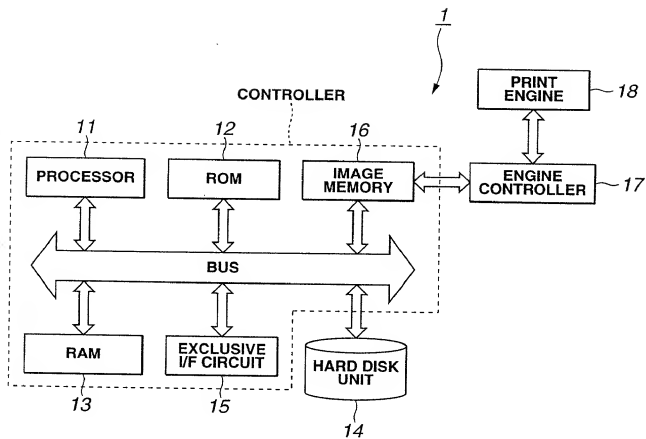 1
PRINT
ENGINE
18
CONTROLLER
11
12
16
PROCESSOR
ROM
IMAGE
MEMORY
ENGINE
CONTROLLER
17
BUS
RAM
EXCLUSIVE
I/F CIRCUIT
HARD DISK
UNIT
13
15
14